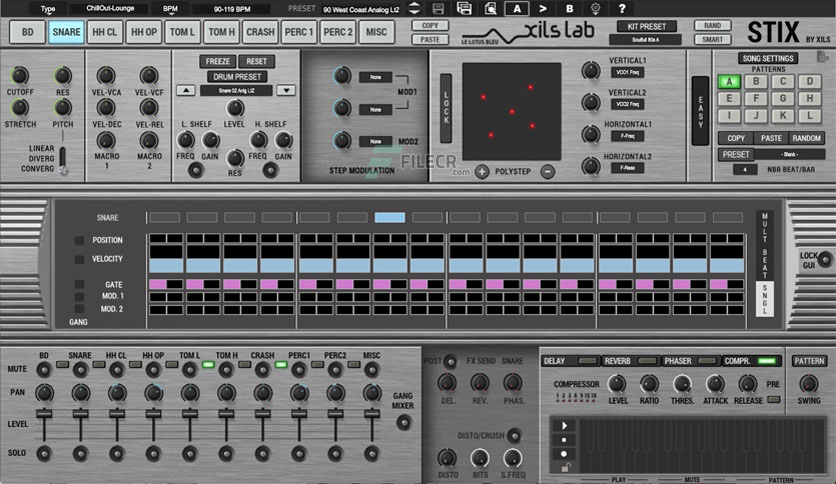 Type ChillOut-Lounge BPM 90-119 BPM PRESET 90 West Coast Analog LIZ A > B ?
BD SNARE HH CL HH OP TOM L TOM H CRASH PERC 1 PERC 2 MISC
COPY
PASTE
LE LOTUS BLEU
xils lab
KIT PRESET
Soulfull 80s A
RAND
SMART
STIX
BY XILS
CUTOFF RES
STRETCH PITCH
LINEAR
DIVERG
CONVERG
VEL-VCA VEL-VCF
VEL-DEC VEL-REL
MACRO 1 MACRO 2
FREEZE RESET
DRUM PRESET
Snare-32 Anlg LIZ
LEVEL
L. SHELF H. SHELF
FREQ GAIN FREQ GAIN
RES
None
None
None
MOD1
MOD2
STEP MODULATION
FILECR
.com
LOCK
+ POLYSTEP -
VERTICAL1
VCO1 Freq
VERTICAL2
VCO2 Freq
HORIZONTAL1
F-Freq
HORIZONTAL2
F-Reso
EASY
SONG SETTINGS
PATTERNS
A B C D
E F G H
I J K L
COPY PASTE RANDOM
PRESET - Blank -
4 NBR BEAT/BAR
SNARE
POSITION
VELOCITY
GATE
MOD. 1
MOD. 2
GANG
MULT BEAT
SNGL
LOCK
GUI
BD SNARE HH CL HH OP TOM L TOM H CRASH PERC1 PERC2 MISC
MUTE
PAN
LEVEL
SOLO
GANG
MIXER
POST FX SEND SNARE
DEL. REV. PHAS.
DISTO/CRUSH
DISTO BITS S.FREQ
DELAY REVERB PHASER COMPR.
COMPRESSOR
1 2 3 6 9 15 18
LEVEL RATIO THRES. ATTACK RELEASE
PRE
PATTERN
SWING
PLAY MUTE PATTERN